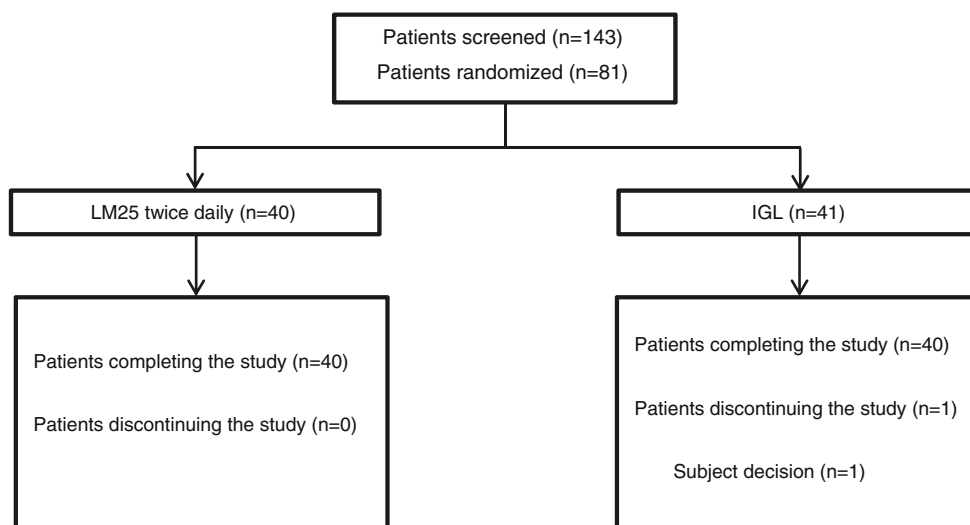 Patients screened (n=143)
Patients randomized (n=81)
LM25 twice daily (n=40)
IGL (n=41)
Patients completing the study (n=40)
Patients discontinuing the study (n=0)
Patients completing the study (n=40)
Patients discontinuing the study (n=1)
Subject decision (n=1)